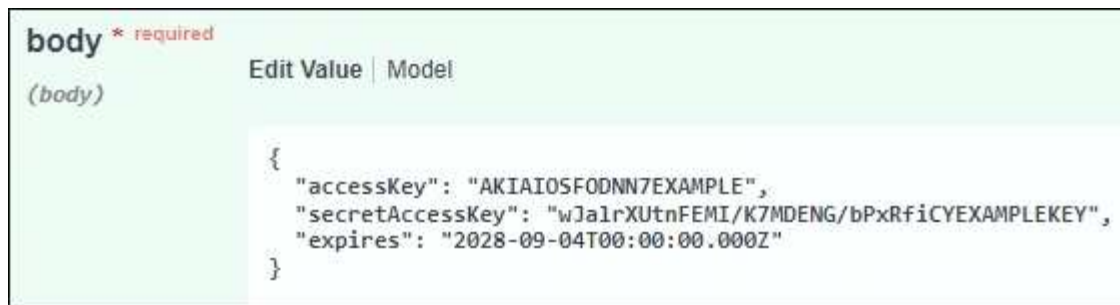 body * required
(body)
Edit Value | Model
{
"accessKey": "AKIAIOSFODNN7EXAMPLE",
"secretAccessKey": "wJalrXUtnFEMI/K7MDENG/bPxRfiCYEXAMPLEKEY",
"expires": "2028-09-04T00:00:00.000Z"
}